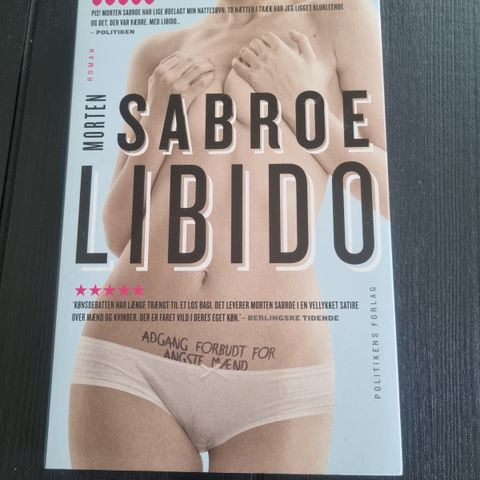 PIS! MORTEN SABROE HAR LIGE ØDELAGT MIN NATTESØVN: TO NÆTTER I TRÆK HAR JEG LIGGET KLUKLEENDE
OG DET, DER VAR VÆRRE, MED LIBIDO...
- POLITIKEN
ROMAN
MORTEN
SABROE
LIBIDO
'KØNSDEBATTEN HAR LÆNGE TRÆNGT TIL ET LOS BAGI. DET LEVERER MORTEN SABROE I EN VELLYKKET SATIRE
OVER MÆND OG KVINDER, DER ER FARET VILD I DERES EGET KØN.' - BERLINGSKE TIDENDE
ADGANG FORBUDT FOR
ANGSTE MÆND
POLITIKENS FORLAG